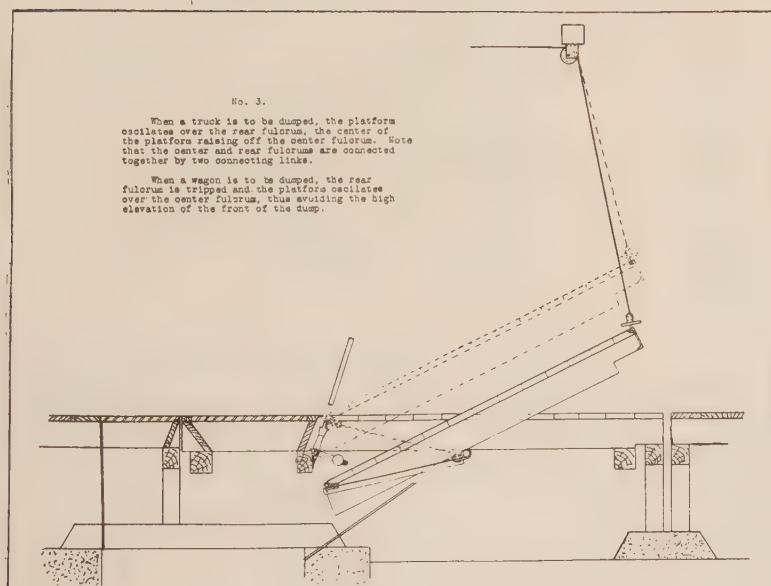 No. 3.
When a truck is to be dumped, the platform
oscilates over the rear fulcrum, the center of
the platform raising off the center fulcrum. Note
that the center and rear fulcrums are connected
together by two connecting links.
When a wagon is to be dumped, the rear
fulcrum is tripped and the platform oscilates
over the center fulcrum, thus avoiding the high
elevation of the front of the dump.